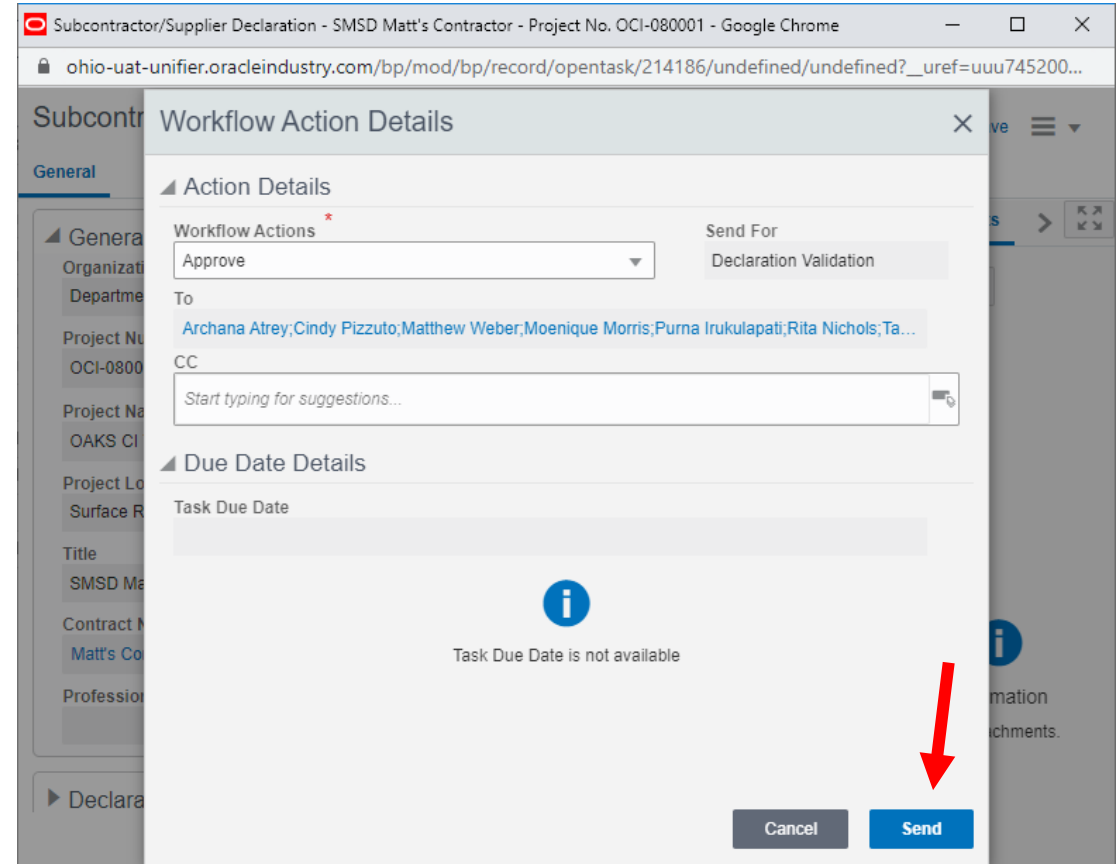 Subcontractor/Supplier Declaration - SMSD Matt's Contractor - Project No. OCI-080001 - Google Chrome
ohio-uat-unifier.oracleindustry.com/bp/mod/bp/record/opentask/214186/undefined/undefined?__uref=uuu745200...
Subcontr
Workflow Action Details
ve
General
Action Details
s
Genera
Workflow Actions *
Send For
Organizati
Approve
Declaration Validation
Departme
To
Project Nu
Archana Atrey;Cindy Pizzuto;Matthew Weber;Moenique Morris;Purna Irukulapati;Rita Nichols;Ta...
OCI-0800
CC
Start typing for suggestions...
Project Na
OAKS CI
Due Date Details
Project Lo
Surface R
Task Due Date
Title
SMSD Ma
Contract N
Matt's Co
Task Due Date is not available
Profession
mation
chments.
Declara
Cancel
Send